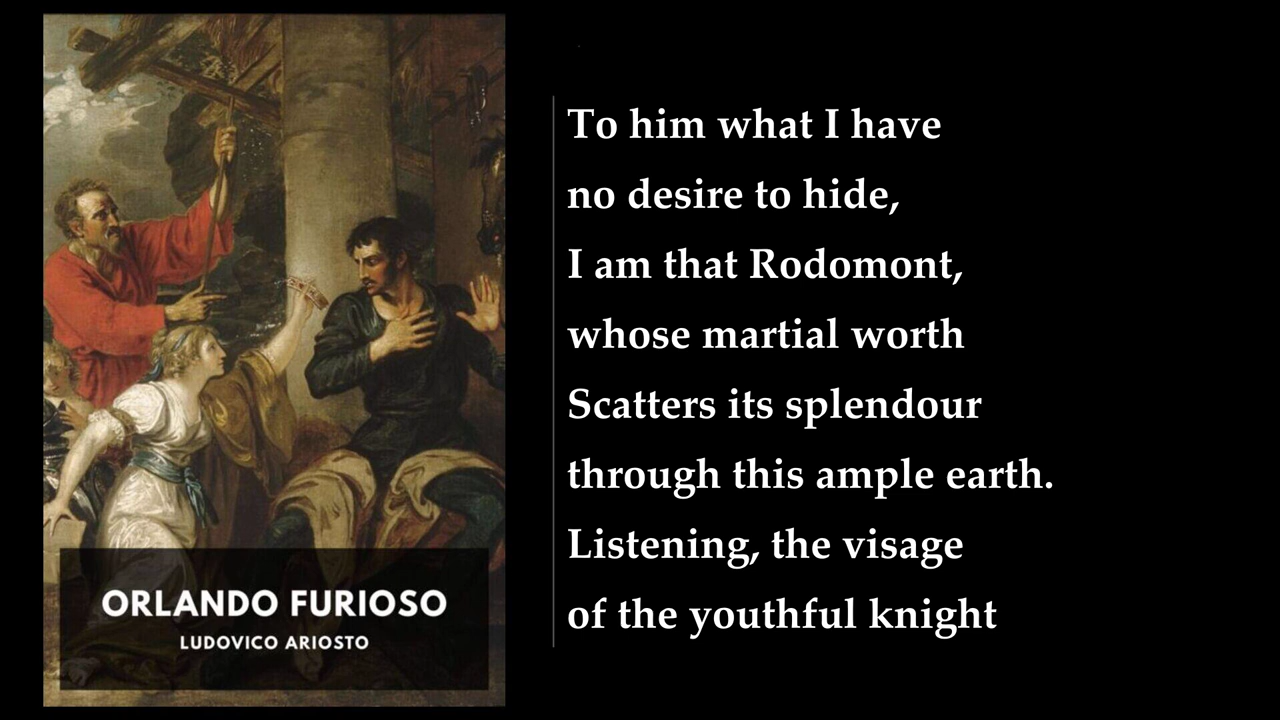 ORLANDO FURIOSO
LUDOVICO ARIOSTO
To him what I have
no desire to hide,
I am that Rodomont,
whose martial worth
Scatters its splendour
through this ample earth.
Listening, the visage
of the youthful knight